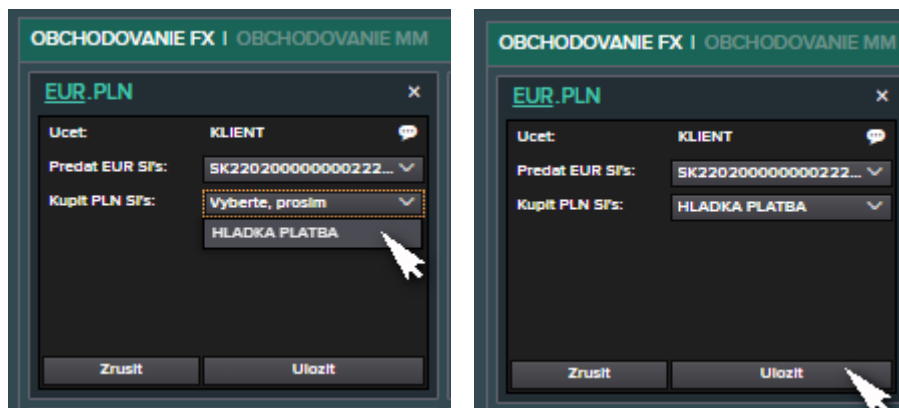 OBCHODOVANIE FX | OBCHODOVANIE MM
EUR.PLN ×
Ucet: KLIENT
Predat EUR SI's: SK2202000000000222...
Kupit PLN SI's: Vyberte, prosim
HLADKA PLATBA
Zrusit Ulozit
OBCHODOVANIE FX | OBCHODOVANIE MM
EUR.PLN ×
Ucet: KLIENT
Predat EUR SI's: SK2202000000000222...
Kupit PLN SI's: HLADKA PLATBA
Zrusit Ulozit